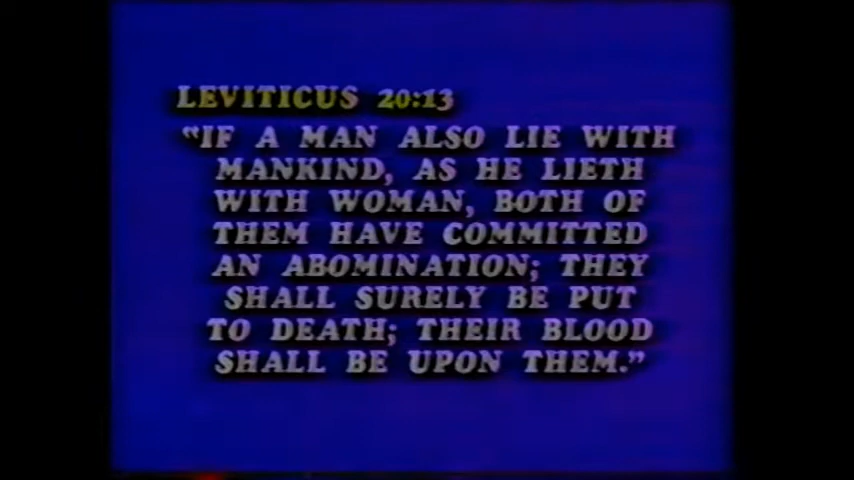 LEVITICUS 20:13
"IF A MAN ALSO LIE WITH
MANKIND, AS HE LIETH
WITH WOMAN, BOTH OF
THEM HAVE COMMITTED
AN ABOMINATION; THEY
SHALL SURELY BE PUT
TO DEATH; THEIR BLOOD
SHALL BE UPON THEM."